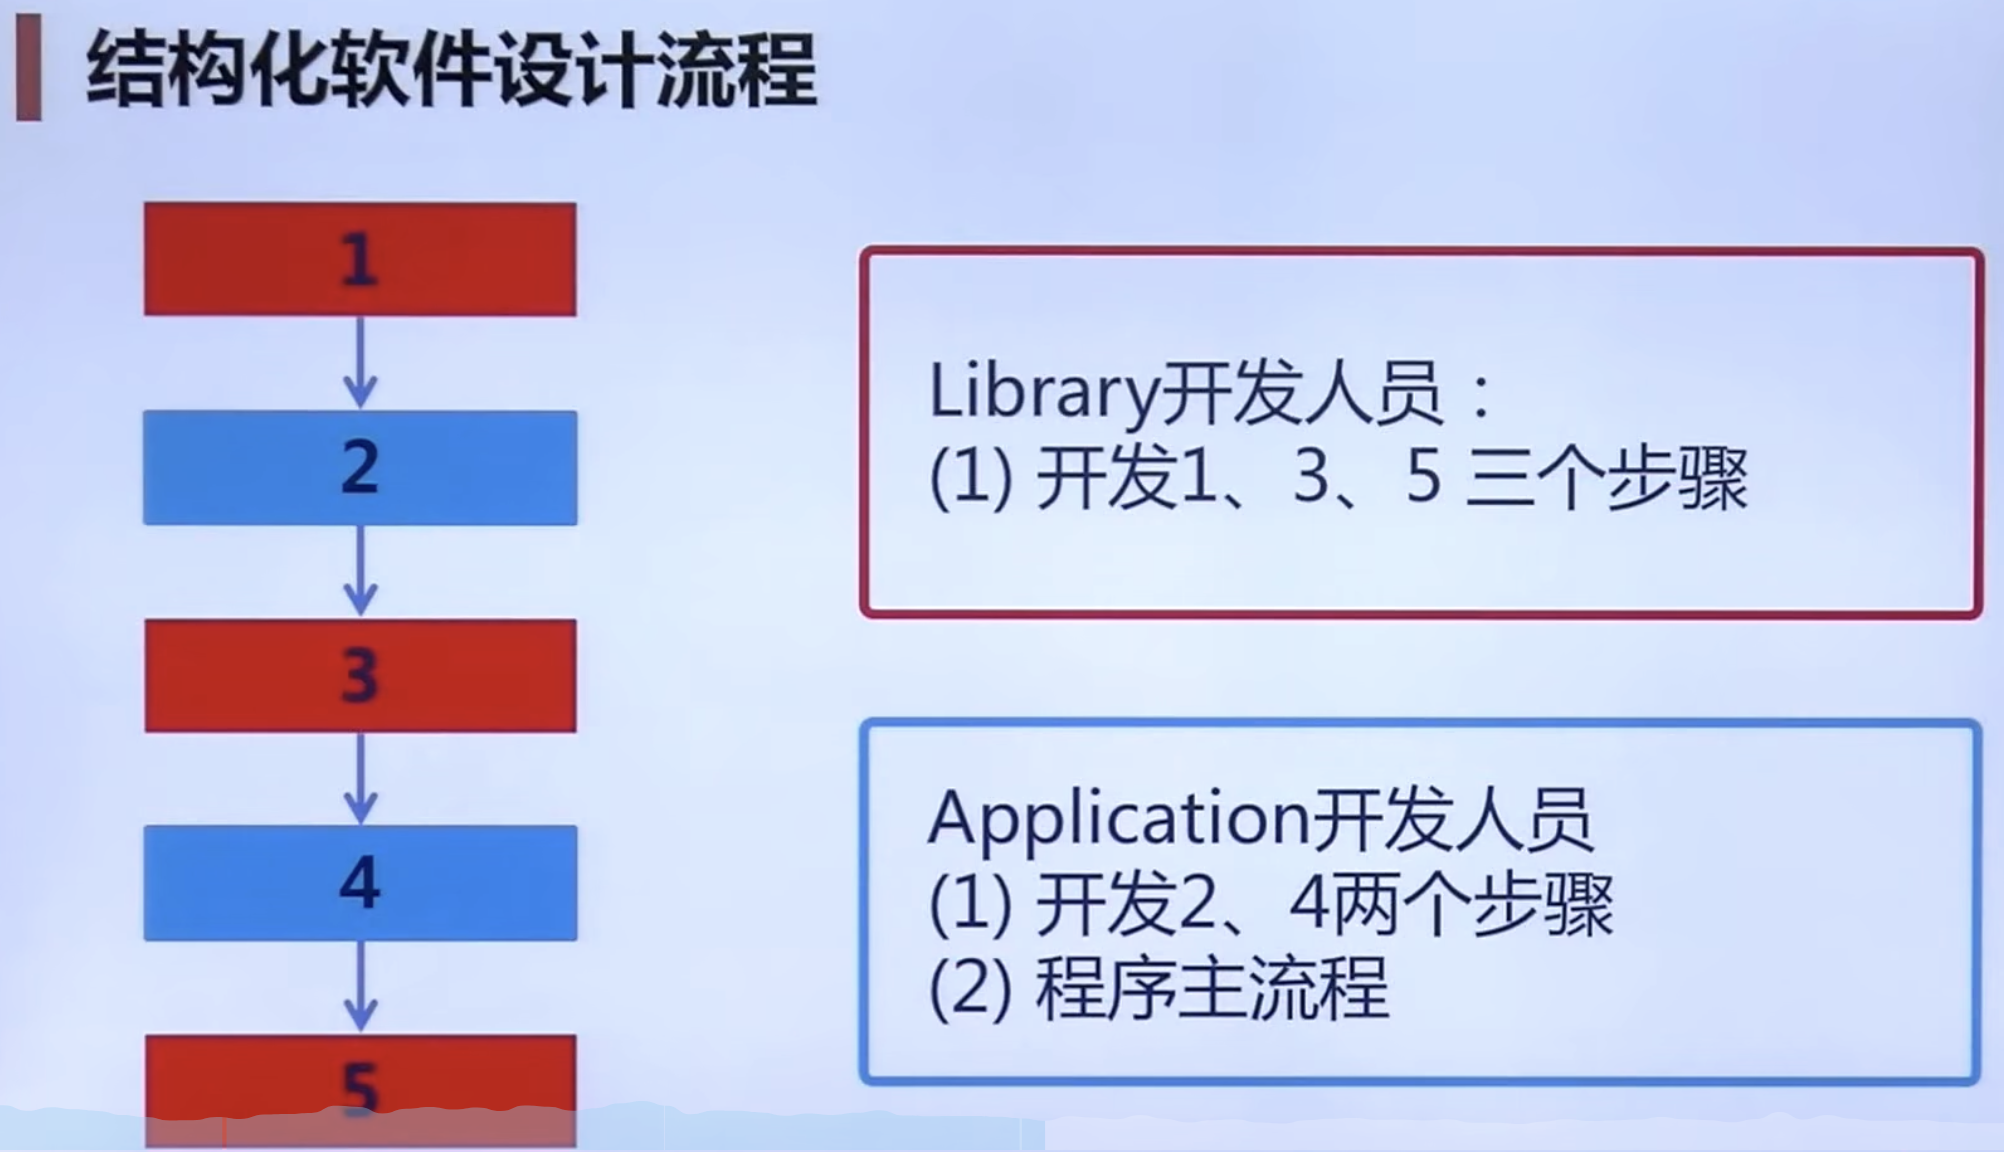 结构化软件设计流程
1
2
3
4
5
Library开发人员：
(1) 开发1、3、5 三个步骤
Application开发人员
(1) 开发2、4两个步骤
(2) 程序主流程